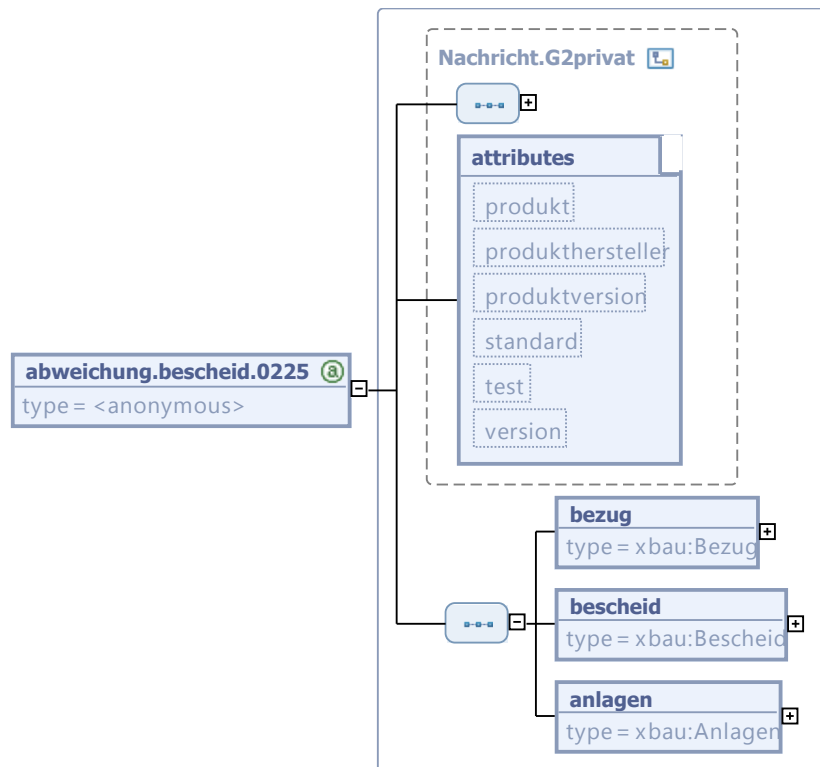 Nachricht.G2privat
attributes
produkt
produkthersteller
produktversion
standard
test
version
abweichung.bescheid.0225 a
type = <anonymous>
bezug
type = xbau:Bezug
bescheid
type = xbau:Bescheid
anlagen
type = xbau:Anlagen